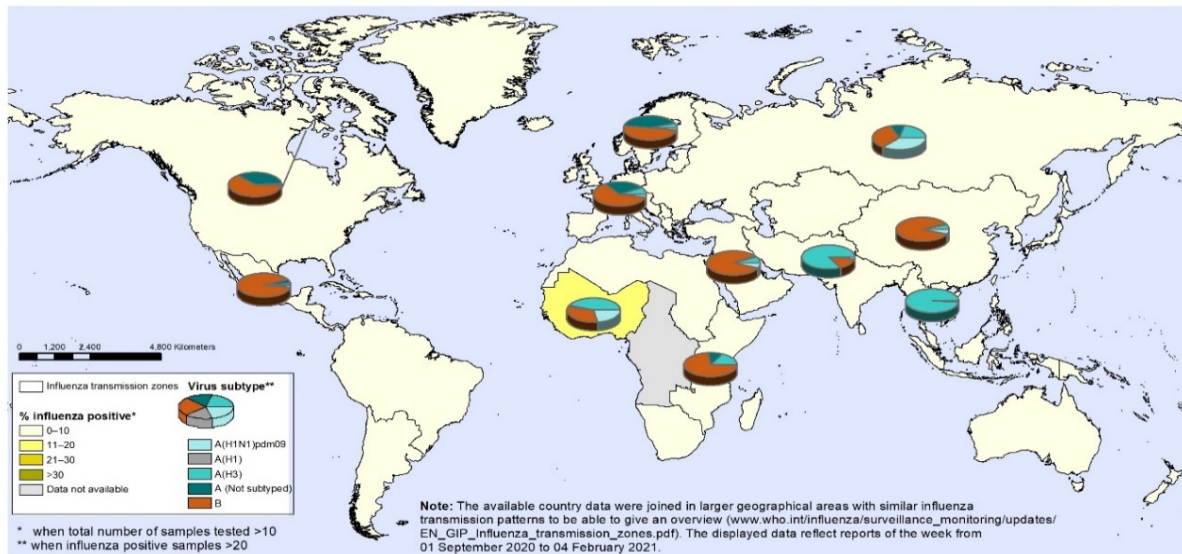 0
1,200
2,400
4,800 Kilometers
Influenza transmission zones
% influenza positive*
0–10
11–20
21–30
>30
Data not available
Virus subtype**
A(H1N1)pdm09
A(H1)
A(H3)
A (Not subtyped)
B
* when total number of samples tested >10
** when influenza positive samples >20
Note: The available country data were joined in larger geographical areas with similar influenza
transmission patterns to be able to give an overview (www.who.int/influenza/surveillance_monitoring/updates/
EN_GIP_Influenza_transmission_zones.pdf). The displayed data reflect reports of the week from
01 September 2020 to 04 February 2021.